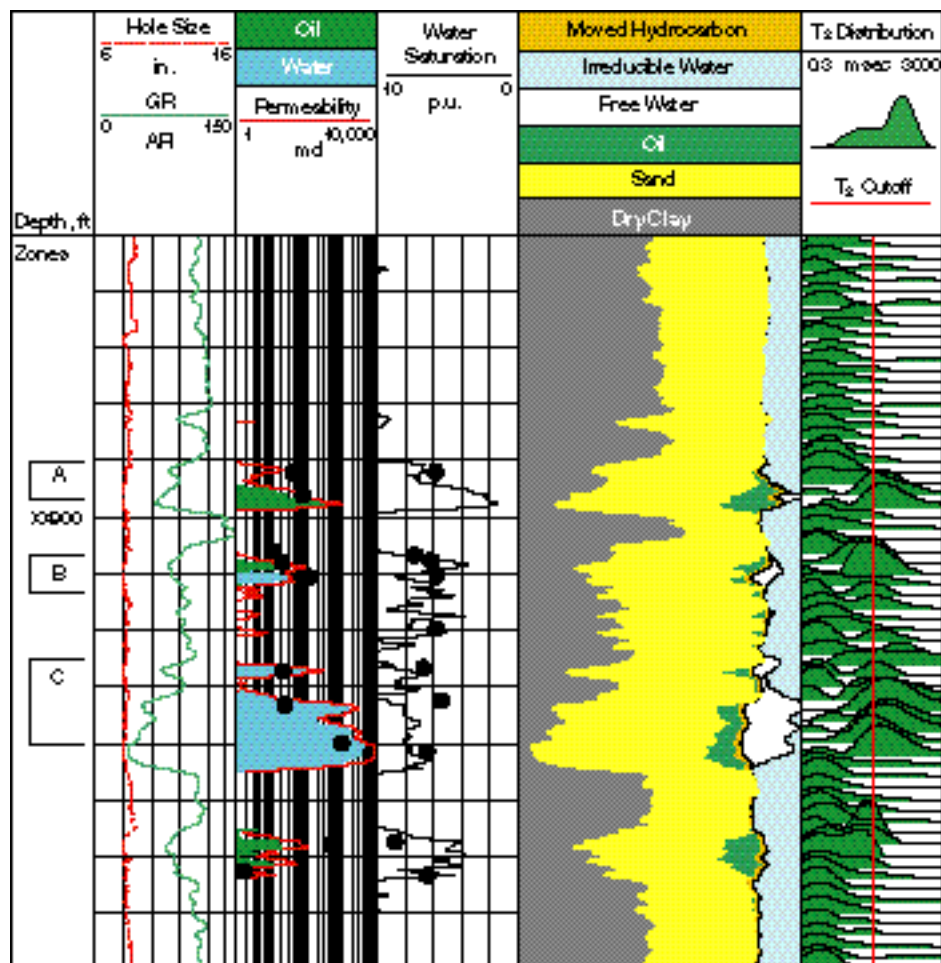 Hole Size
6 16
in.
GR
0 150
AR
Oil
Water
Permeability
1 10,000
md
Water
Saturation
10 0
p.u.
Moved Hydrocarbon
Irreducible Water
Free Water
Oil
Sand
Dry Clay
T₂ Distribution
0.3 msec 3000
T₂ Cutoff
Depth, ft
Zones
A
B
C